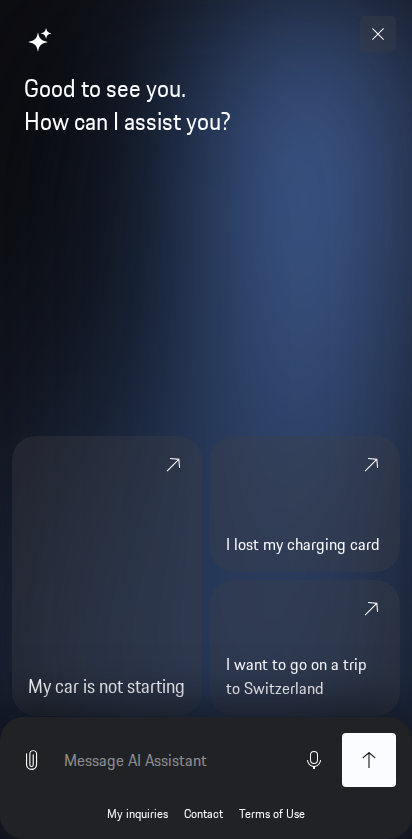 Good to see you.
How can I assist you?
My car is not starting
I lost my charging card
I want to go on a trip
to Switzerland
Message AI Assistant
My inquiries Contact Terms of Use